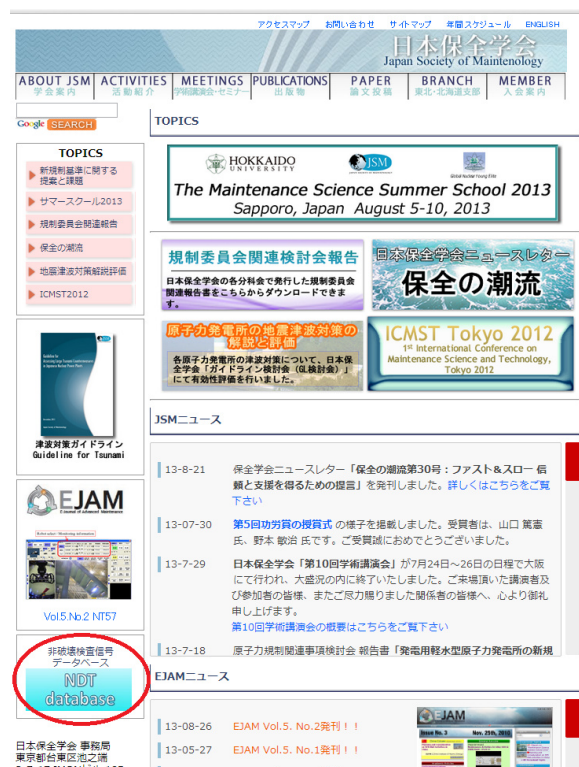 アクセスマップ お問い合わせ サイトマップ 年間スケジュール ENGLISH
日本保全学会
Japan Society of Maintenology
ABOUT JSM ACTIVITIES MEETINGS PUBLICATIONS PAPER BRANCH MEMBER
学会案内 活動紹介 学術講演会・セミナー 出版物 論文投稿 東北・北海道支部 入会案内
Google SEARCH
TOPICS
新規制基準に関する
提案と課題
サマースクール2013
規制委員会関連報告
保全の潮流
地震津波対策解説評価
ICMST2012
津波対策ガイドライン
Guideline for Tsunami
EJAM
Vol.5.No.2 NT57
非破壊検査信号
データベース
NDT
database
日本保全学会 事務局
東京都台東区池之端
TOPICS
HOKKAIDO
UNIVERSITY
JSM
The Maintenance Science Summer School 2013
Sapporo, Japan August 5-10, 2013
規制委員会関連検討会報告
日本保全学会の各分科会で発行した規制委員会
関連報告書をこちらからダウンロードできま
す。
日本保全学会ニュースレター
保全の潮流
原子力発電所の地震津波対策の
解説と評価
各原子力発電所の津波対策について、日本保
全学会「ガイドライン検討会（GL検討会）」
にて有効性評価を行いました。
ICMST Tokyo 2012
1st International Conference on
Maintenance Science and Technology,
Tokyo 2012
JSMニュース
13-8-21 保全学会ニュースレター「保全の潮流第30号：ファスト&スロー 信
頼と支援を得るための提言」を発刊しました。詳しくはこちらをご覧
下さい
13-07-30 第5回功労賞の授賞式 の様子を掲載しました。受賞者は、山口 篤憲
氏、野本 敏治 氏です。ご受賞誠におめでとうございました。
13-7-29 日本保全学会「第10回学術講演会」が7月24日～26日の日程で大阪
にて行われ、大盛況の内に終了いたしました。ご来場頂いた講演者及
び参加者の皆様、またご尽力賜りました関係者の皆様へ、心より御礼
申し上げます。
第10回学術講演会の概要はこちらをご覧下さい
13-7-18 原子力規制関連事項検討会 報告書「発電用軽水型原子力発電所の新規
EJAMニュース
13-08-26 EJAM Vol.5. No.2発刊！！
13-05-27 EJAM Vol.5. No.1発刊！！
EJAM
Issue No. 3 Nov. 25th, 2010